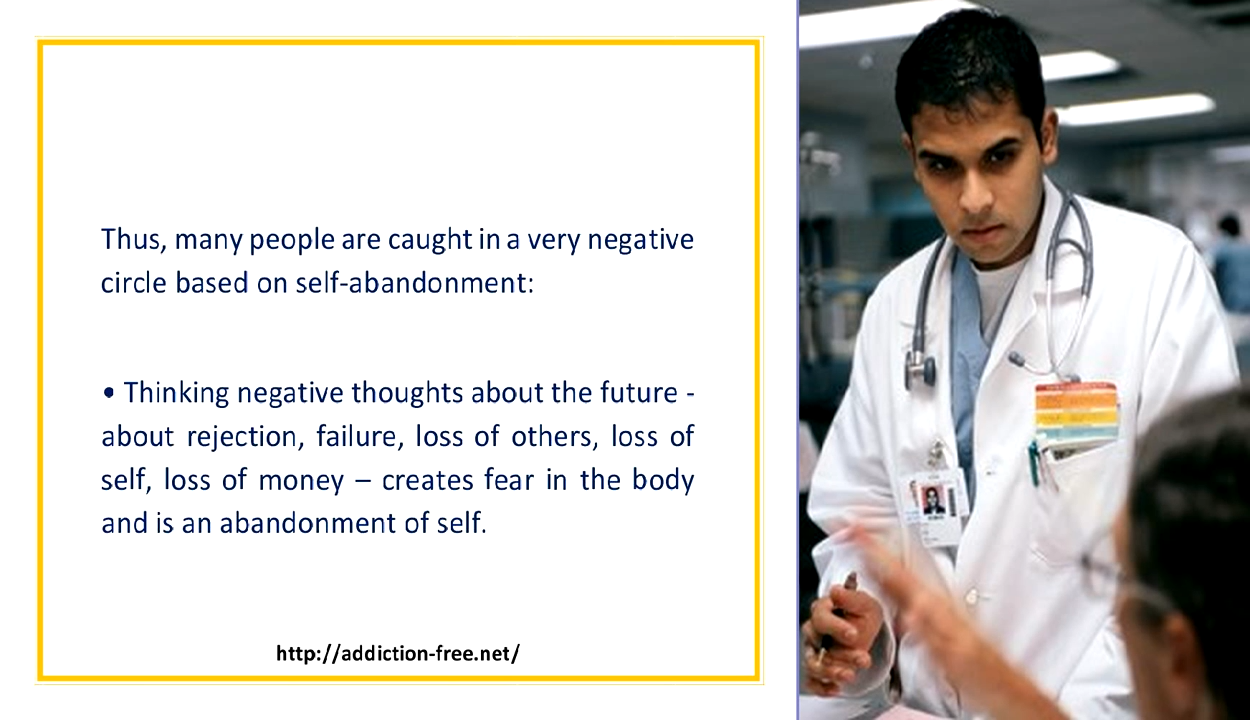 Thus, many people are caught in a very negative
circle based on self-abandonment:
• Thinking negative thoughts about the future -
about rejection, failure, loss of others, loss of
self, loss of money – creates fear in the body
and is an abandonment of self.
http://addiction-free.net/